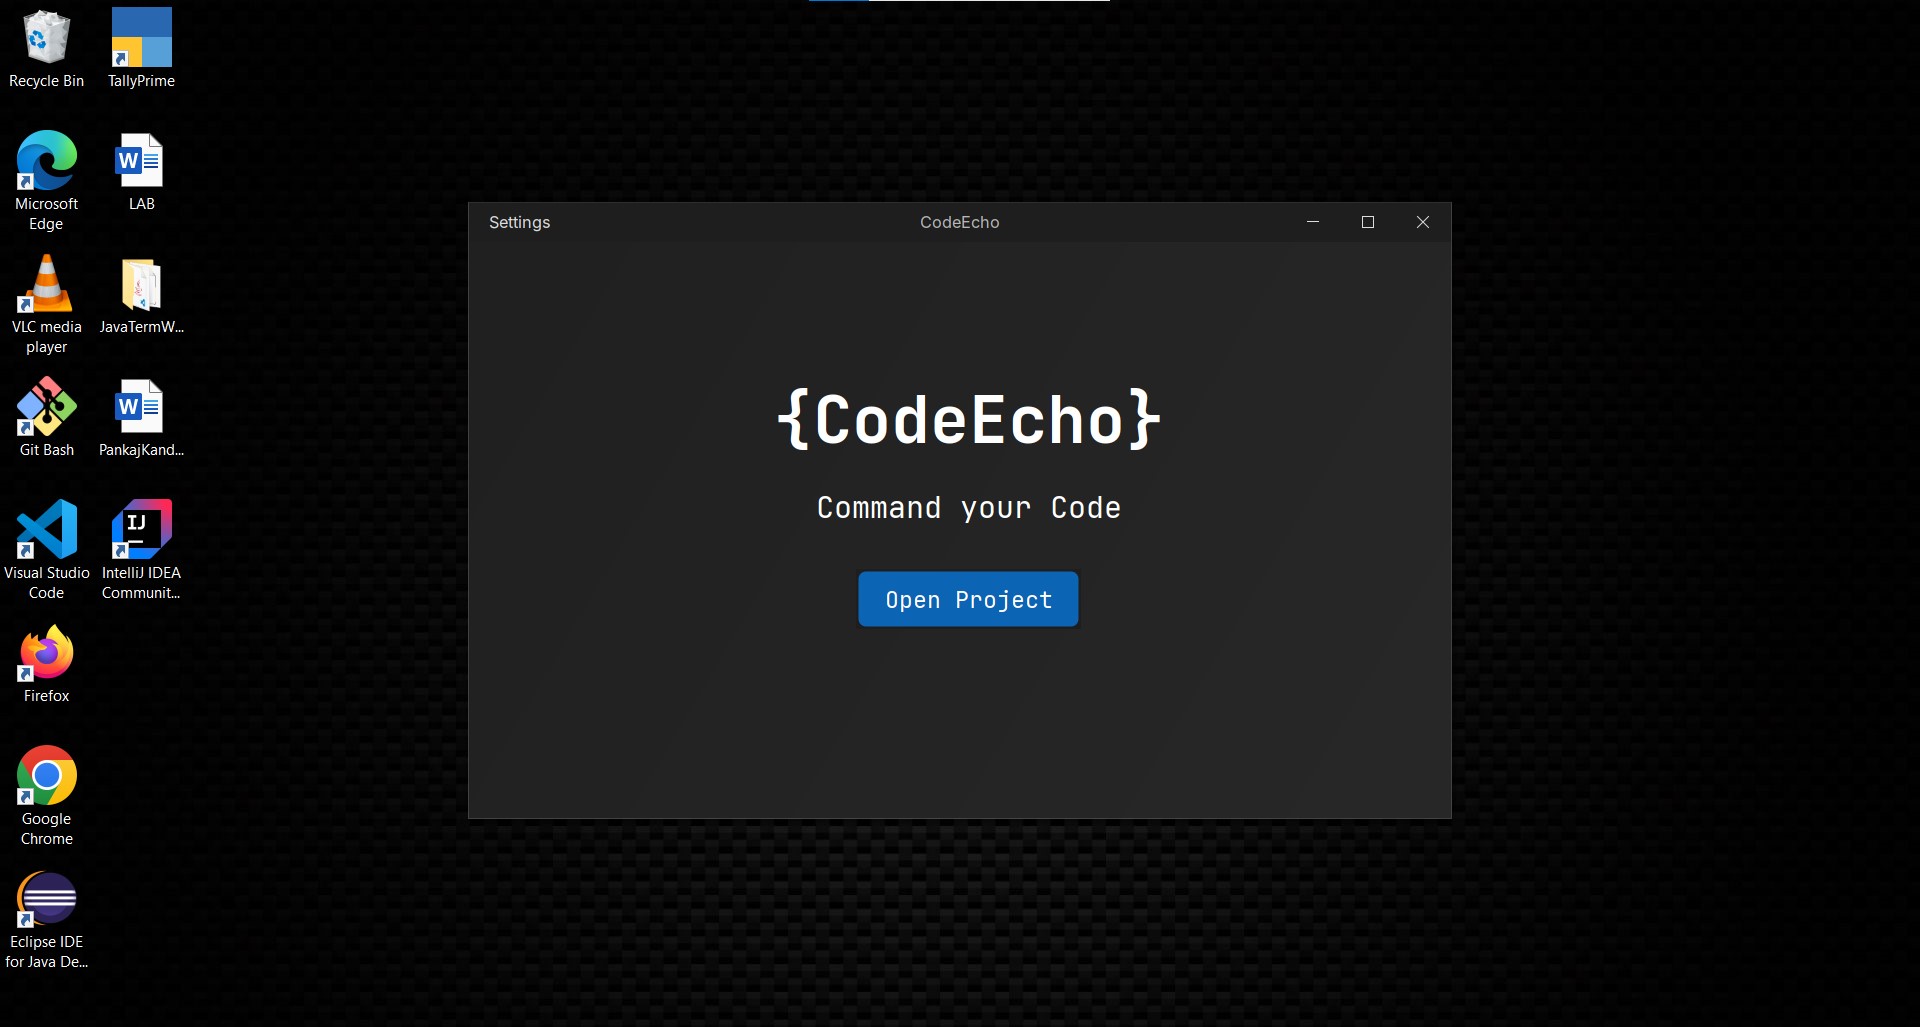 Recycle Bin
TallyPrime
Microsoft
Edge
LAB
VLC media
player
JavaTermW...
Git Bash
PankajKand...
Visual Studio
Code
IntelliJ IDEA
Communit...
Firefox
Google
Chrome
Eclipse IDE
for Java De...
Settings
CodeEcho
{CodeEcho}
Command your Code
Open Project
W
W
IJ